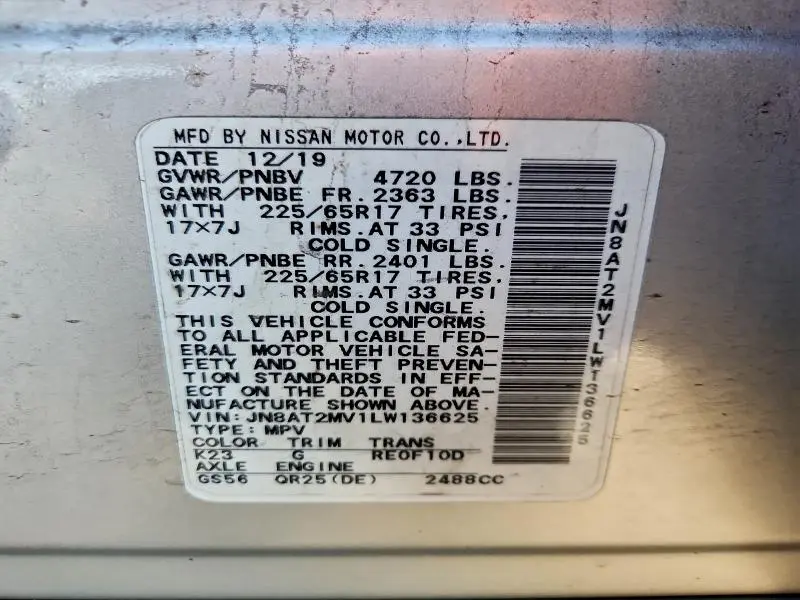 MFD BY NISSAN MOTOR CO.,LTD.
DATE 12/19
GVWR/PNBV 4720 LBS.
GAWR/PNBE FR. 2363 LBS.
WITH 225/65R17 TIRES.
17×7J RIMS.AT 33 PSI
COLD SINGLE.
GAWR/PNBE RR. 2401 LBS.
WITH 225/65R17 TIRES.
17×7J RIMS.AT 33 PSI
COLD SINGLE.
THIS VEHICLE CONFORMS
TO ALL APPLICABLE FED-
ERAL MOTOR VEHICLE SA-
FETY AND THEFT PREVEN-
TION STANDARDS IN EFF-
ECT ON THE DATE OF MA-
NUFACTURE SHOWN ABOVE.
VIN: JN8AT2MV1LW136625
TYPE: MPV
COLOR TRIM TRANS
K23 G RE0F10D
AXLE ENGINE
GS56 QR25(DE) 2488CC
JN8AT2MV1LW136625